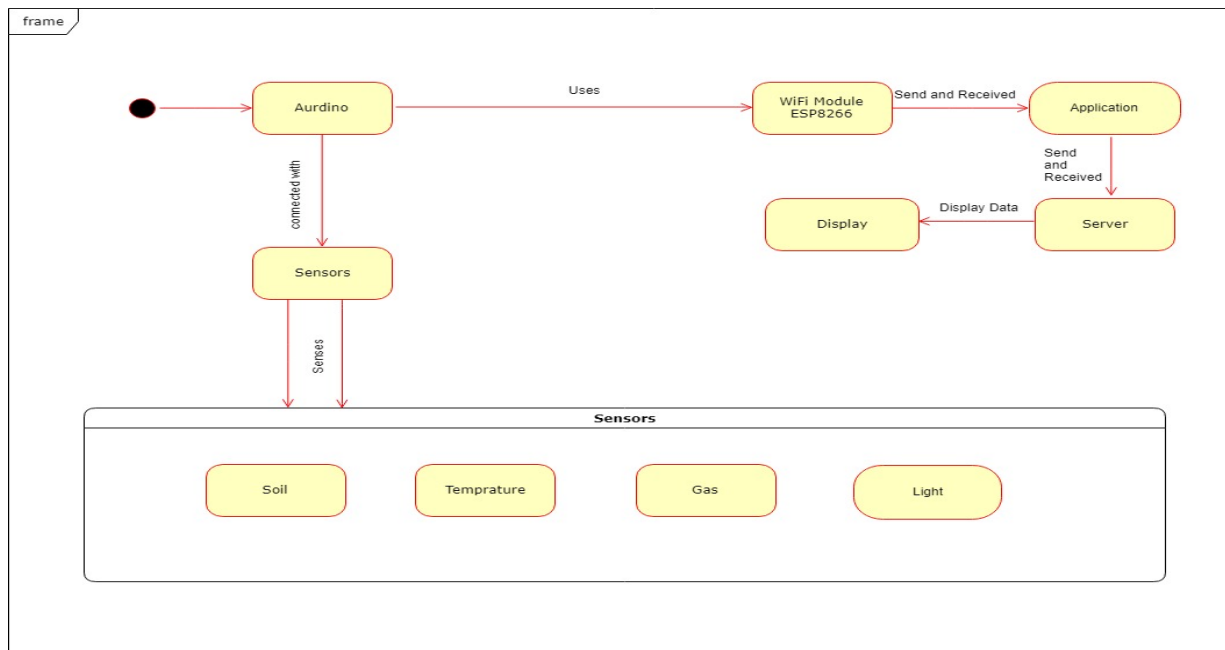 frame
Aurdino
Uses
WiFi Module
ESP8266
Send and Received
Application
connected with
Send
and
Received
Display
Display Data
Server
Sensors
Senses
Sensors
Soil
Temprature
Gas
Light